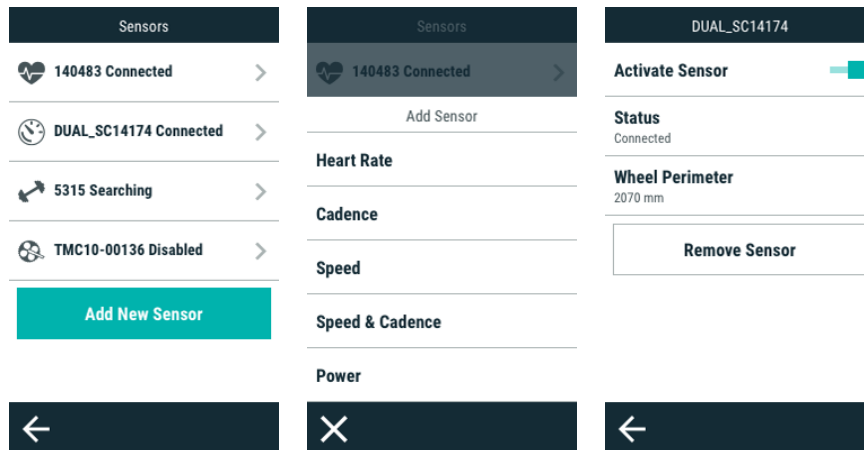 Sensors
140483 Connected
DUAL_SC14174 Connected
5315 Searching
TMC10-00136 Disabled
Add New Sensor
Sensors
140483 Connected
Add Sensor
Heart Rate
Cadence
Speed
Speed & Cadence
Power
DUAL_SC14174
Activate Sensor
Status
Connected
Wheel Perimeter
2070 mm
Remove Sensor